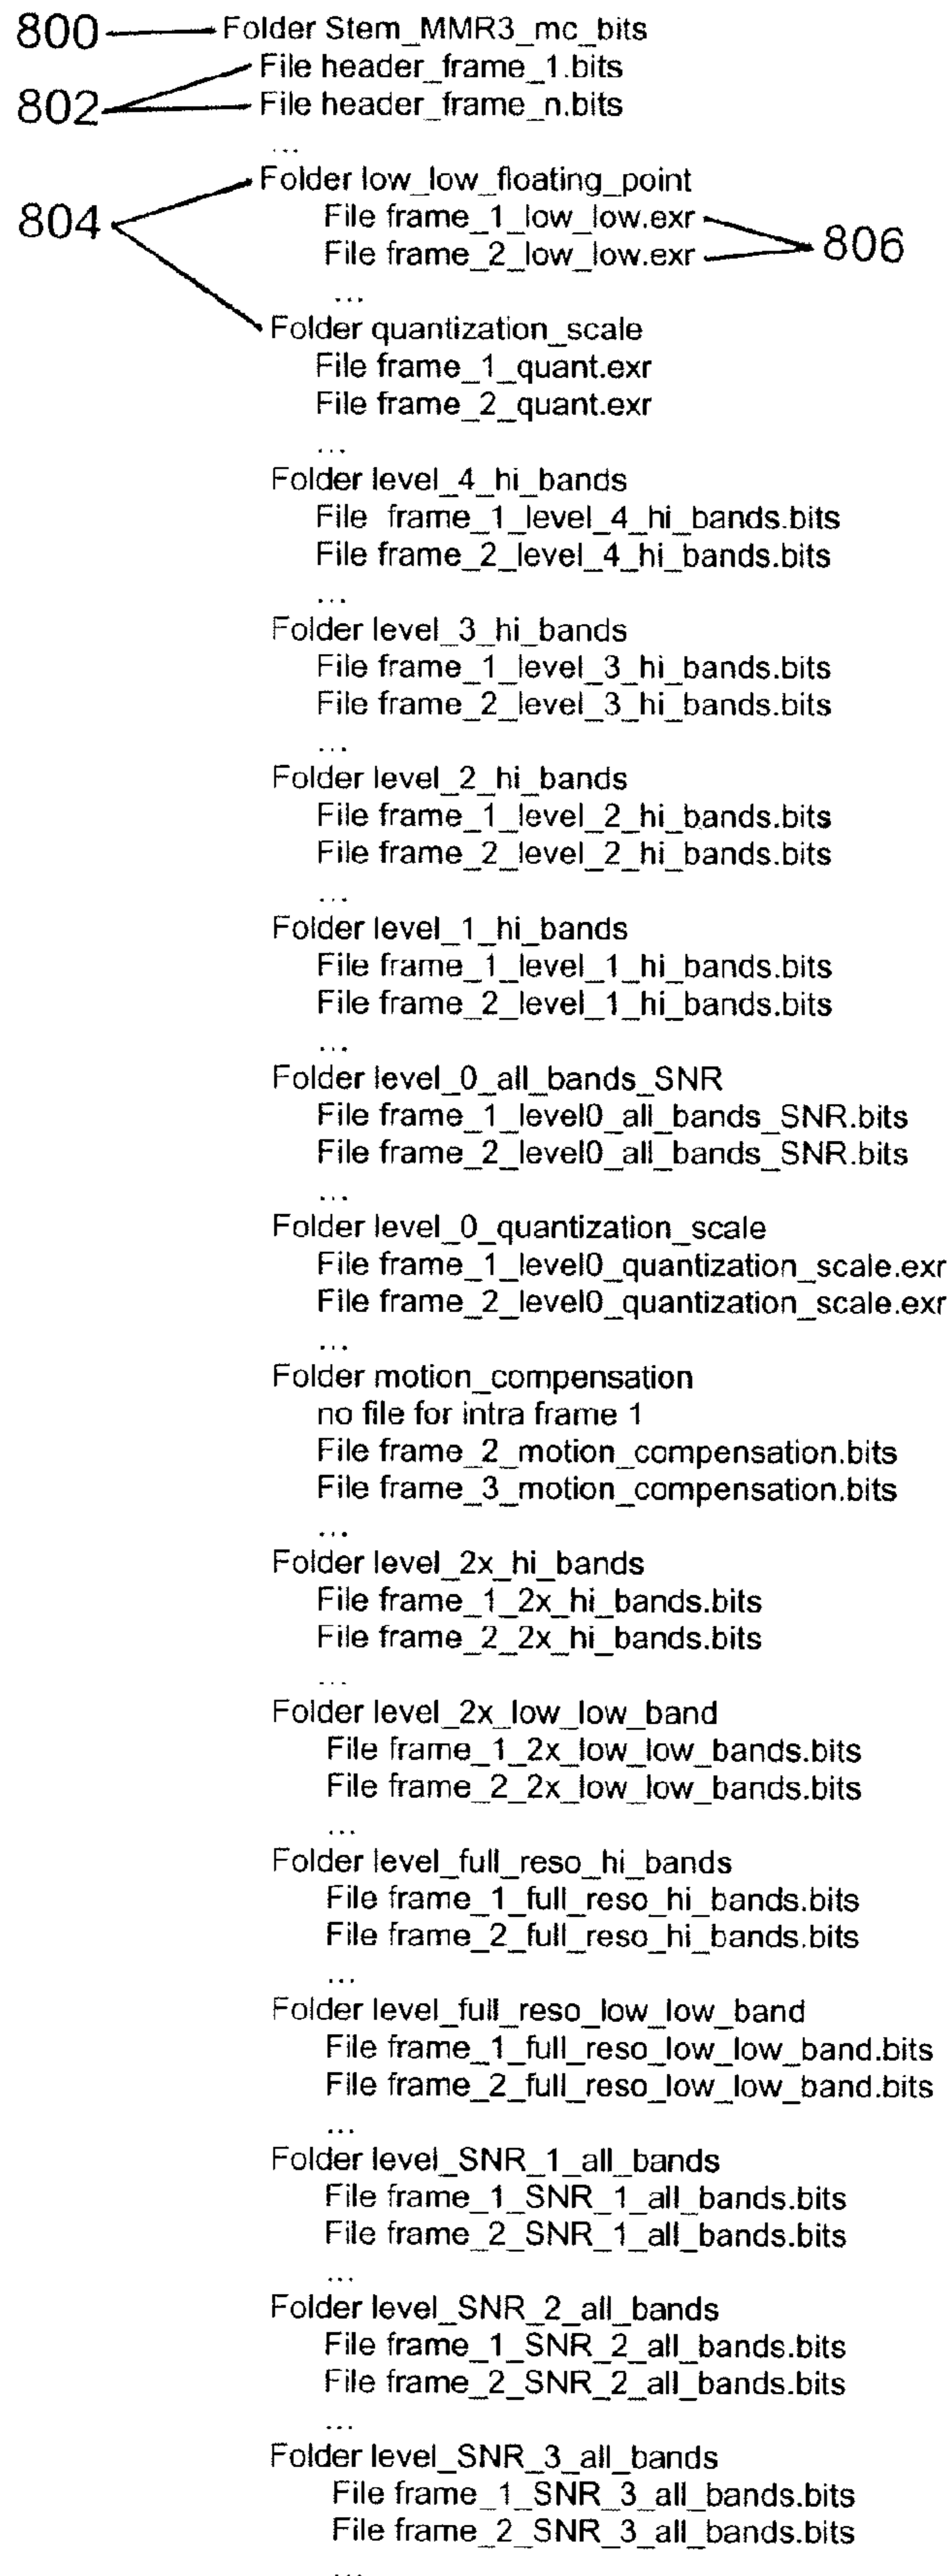 800 Folder Stem_MMR3_mc_bits
File header_frame_1.bits
802 File header_frame_n.bits
...
Folder low_low_floating_point
804 File frame_1_low_low.exr
File frame_2_low_low.exr 806
...
Folder quantization_scale
File frame_1_quant.exr
File frame_2_quant.exr
...
Folder level_4_hi_bands
File frame_1_level_4_hi_bands.bits
File frame_2_level_4_hi_bands.bits
...
Folder level_3_hi_bands
File frame_1_level_3_hi_bands.bits
File frame_2_level_3_hi_bands.bits
...
Folder level_2_hi_bands
File frame_1_level_2_hi_bands.bits
File frame_2_level_2_hi_bands.bits
...
Folder level_1_hi_bands
File frame_1_level_1_hi_bands.bits
File frame_2_level_1_hi_bands.bits
...
Folder level_0_all_bands_SNR
File frame_1_level0_all_bands_SNR.bits
File frame_2_level0_all_bands_SNR.bits
...
Folder level_0_quantization_scale
File frame_1_level0_quantization_scale.exr
File frame_2_level0_quantization_scale.exr
...
Folder motion_compensation
no file for intra frame 1
File frame_2_motion_compensation.bits
File frame_3_motion_compensation.bits
...
Folder level_2x_hi_bands
File frame_1_2x_hi_bands.bits
File frame_2_2x_hi_bands.bits
...
Folder level_2x_low_low_band
File frame_1_2x_low_low_bands.bits
File frame_2_2x_low_low_bands.bits
...
Folder level_full_reso_hi_bands
File frame_1_full_reso_hi_bands.bits
File frame_2_full_reso_hi_bands.bits
...
Folder level_full_reso_low_low_band
File frame_1_full_reso_low_low_band.bits
File frame_2_full_reso_low_low_band.bits
...
Folder level_SNR_1_all_bands
File frame_1_SNR_1_all_bands.bits
File frame_2_SNR_1_all_bands.bits
...
Folder level_SNR_2_all_bands
File frame_1_SNR_2_all_bands.bits
File frame_2_SNR_2_all_bands.bits
...
Folder level_SNR_3_all_bands
File frame_1_SNR_3_all_bands.bits
File frame_2_SNR_3_all_bands.bits
...